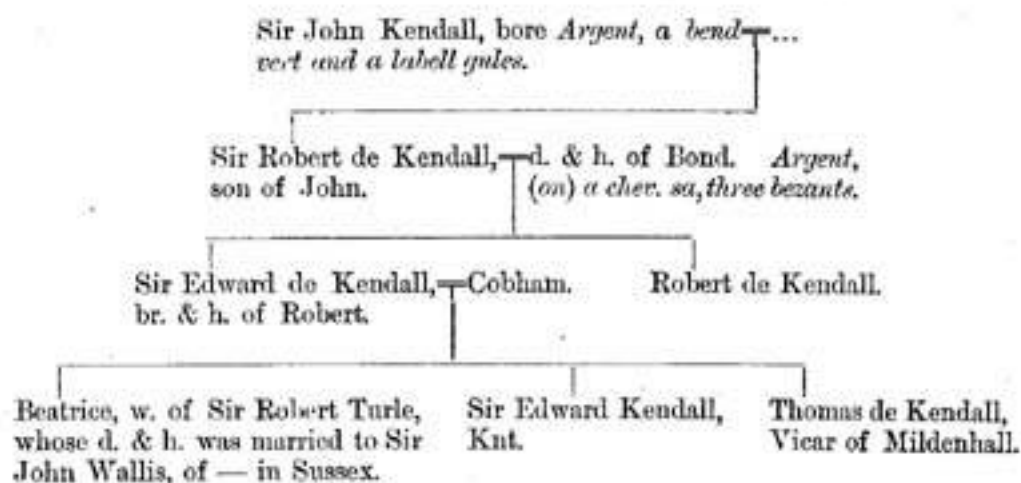 Sir John Kendall, bore Argent, a bend ...
vert and a labell gules.
Sir Robert de Kendall, d. & h. of Bond. Argent,
son of John. (on) a chev. sa, three bezants.
Sir Edward de Kendall, Cobham. Robert de Kendall.
br. & h. of Robert.
Beatrice, w. of Sir Robert Turle, Sir Edward Kendall, Thomas de Kendall,
whose d. & h. was married to Sir Knt. Vicar of Mildenhall.
John Wallis, of — in Sussex.